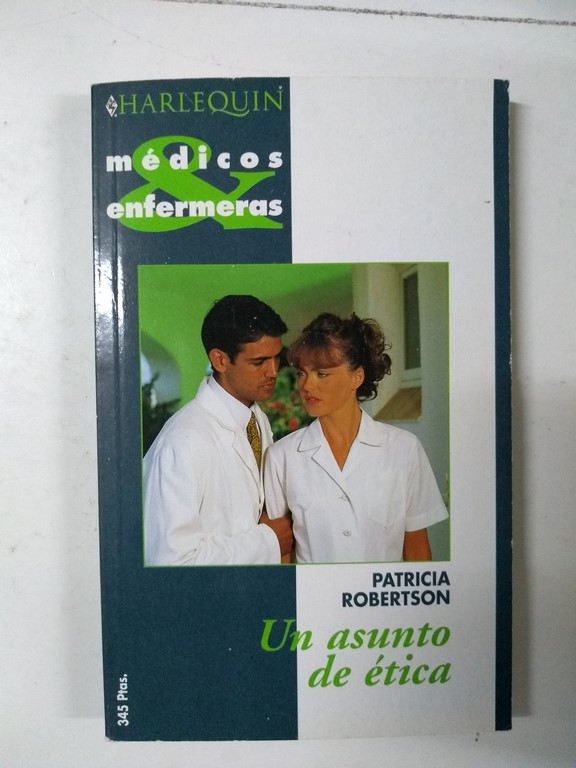 HARLEQUIN
médicos
&
enfermeras
PATRICIA
ROBERTSON
Un asunto
de ética
345 Ptas.